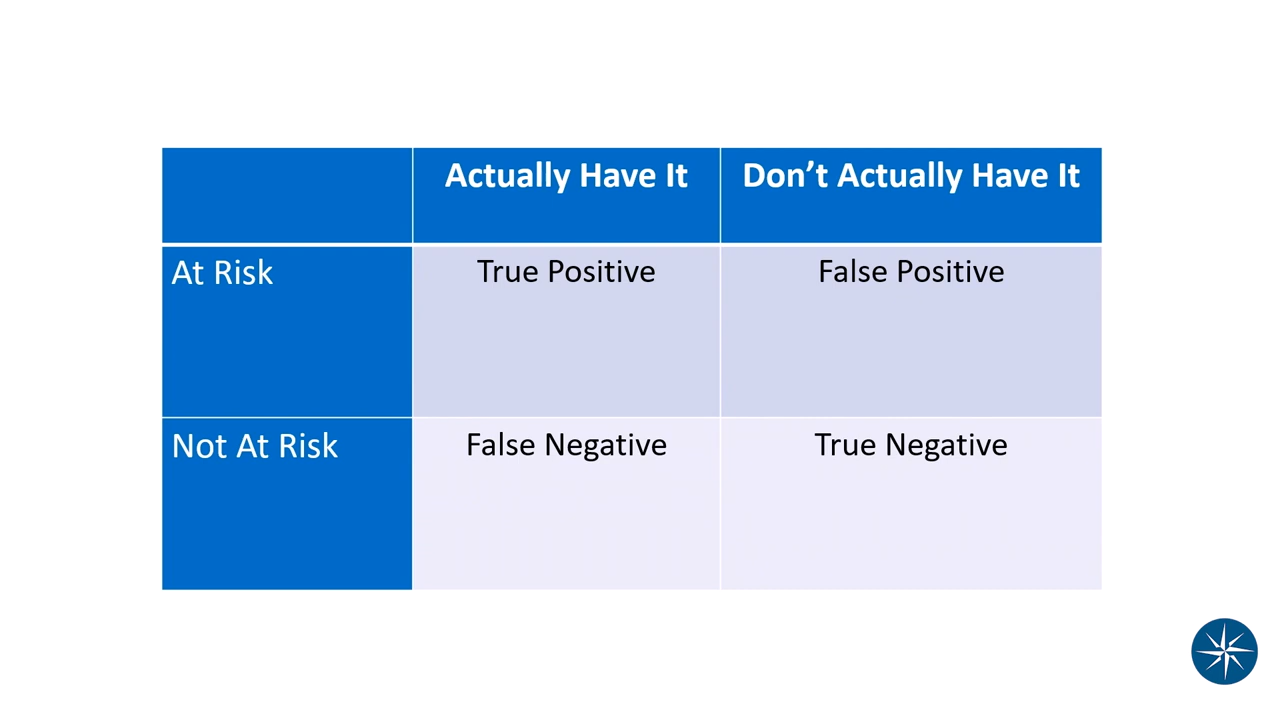 Actually Have It
Don’t Actually Have It
At Risk
True Positive
False Positive
Not At Risk
False Negative
True Negative